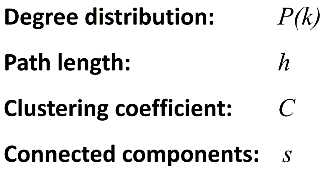 Degree distribution: P(k)
Path length: h
Clustering coefficient: C
Connected components: s